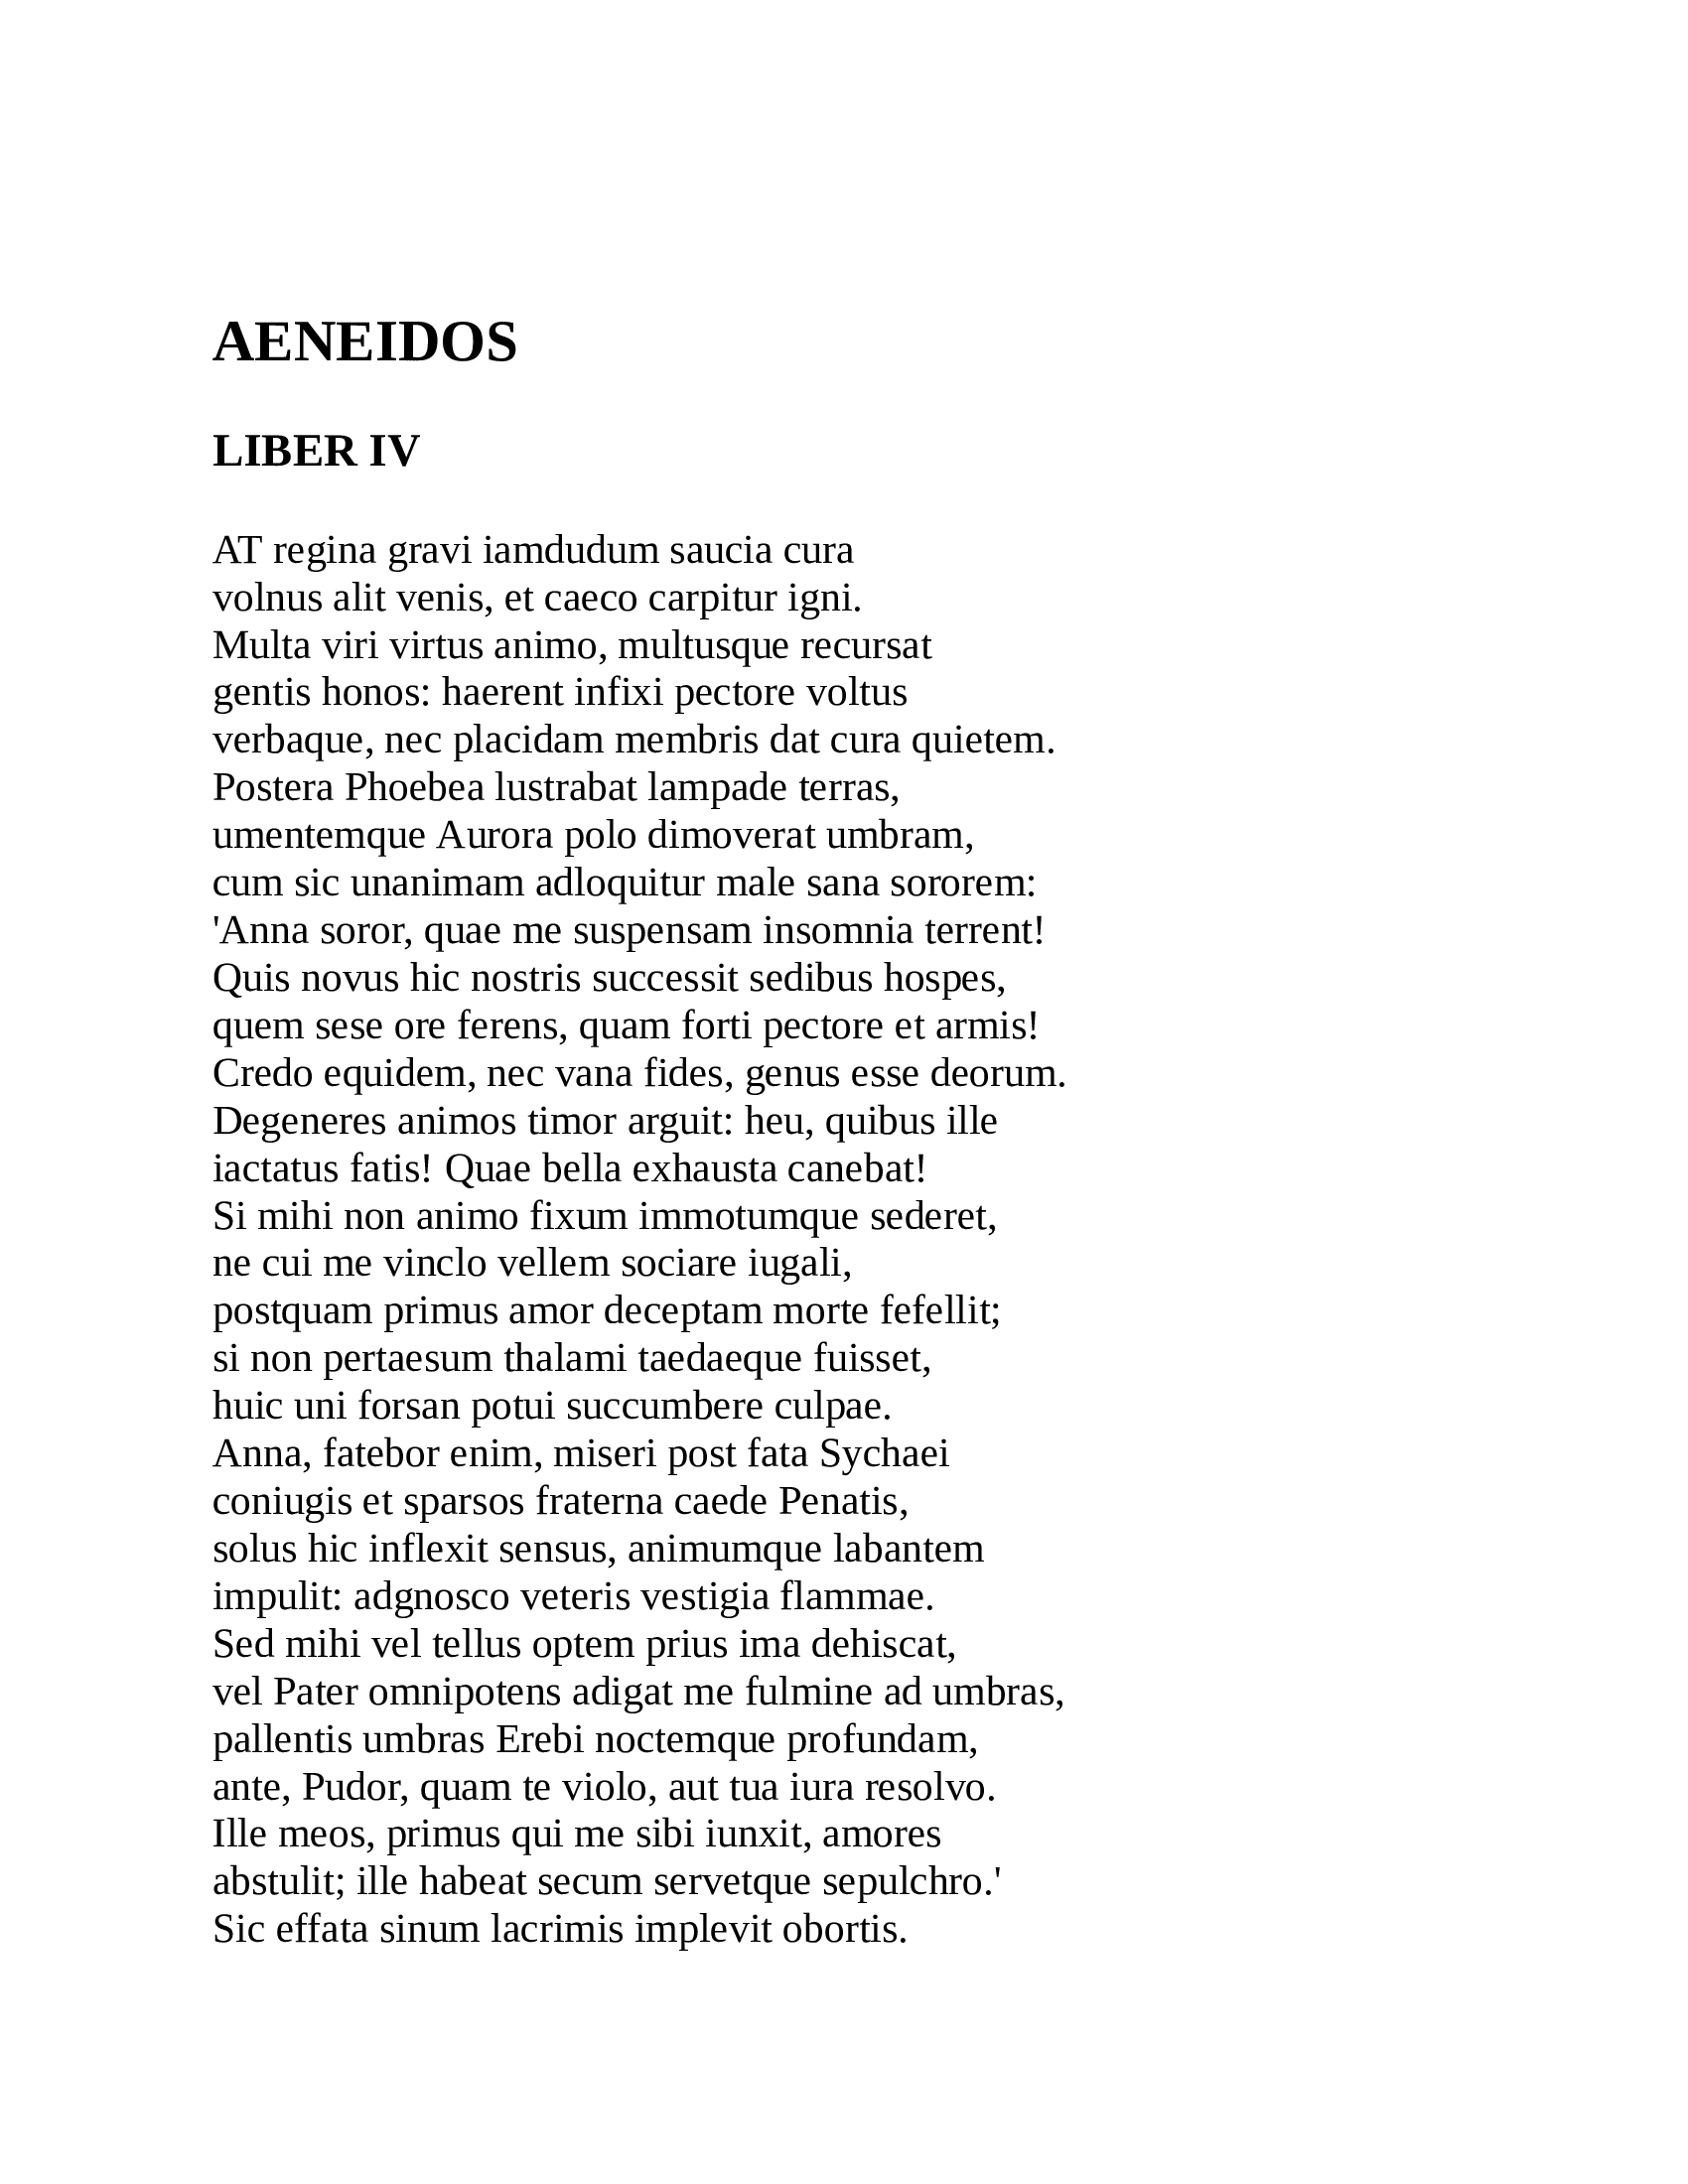 AENEIDOS
LIBER IV
AT regina gravi iamdudum saucia cura
volnus alit venis, et caeco carpitur igni.
Multa viri virtus animo, multusque recursat
gentis honos: haerent infixi pectore voltus
verbaque, nec placidam membris dat cura quietem.
Postera Phoebea lustrabat lampade terras,
umentemque Aurora polo dimoverat umbram,
cum sic unanimam adloquitur male sana sororem:
'Anna soror, quae me suspensam insomnia terrent!
Quis novus hic nostris successit sedibus hospes,
quem sese ore ferens, quam forti pectore et armis!
Credo equidem, nec vana fides, genus esse deorum.
Degeneres animos timor arguit: heu, quibus ille
iactatus fatis! Quae bella exhausta canebat!
Si mihi non animo fixum immotumque sederet,
ne cui me vinclo vellem sociare iugali,
postquam primus amor deceptam morte fefellit;
si non pertaesum thalami taedaeque fuisset,
huic uni forsan potui succumbere culpae.
Anna, fatebor enim, miseri post fata Sychaei
coniugis et sparsos fraterna caede Penatis,
solus hic inflexit sensus, animumque labantem
impulit: adgnosco veteris vestigia flammae.
Sed mihi vel tellus optem prius ima dehiscat,
vel Pater omnipotens adigat me fulmine ad umbras,
pallentis umbras Erebi noctemque profundam,
ante, Pudor, quam te violo, aut tua iura resolvo.
Ille meos, primus qui me sibi iunxit, amores
abstulit; ille habeat secum servetque sepulchro.'
Sic effata sinum lacrimis implevit obortis.